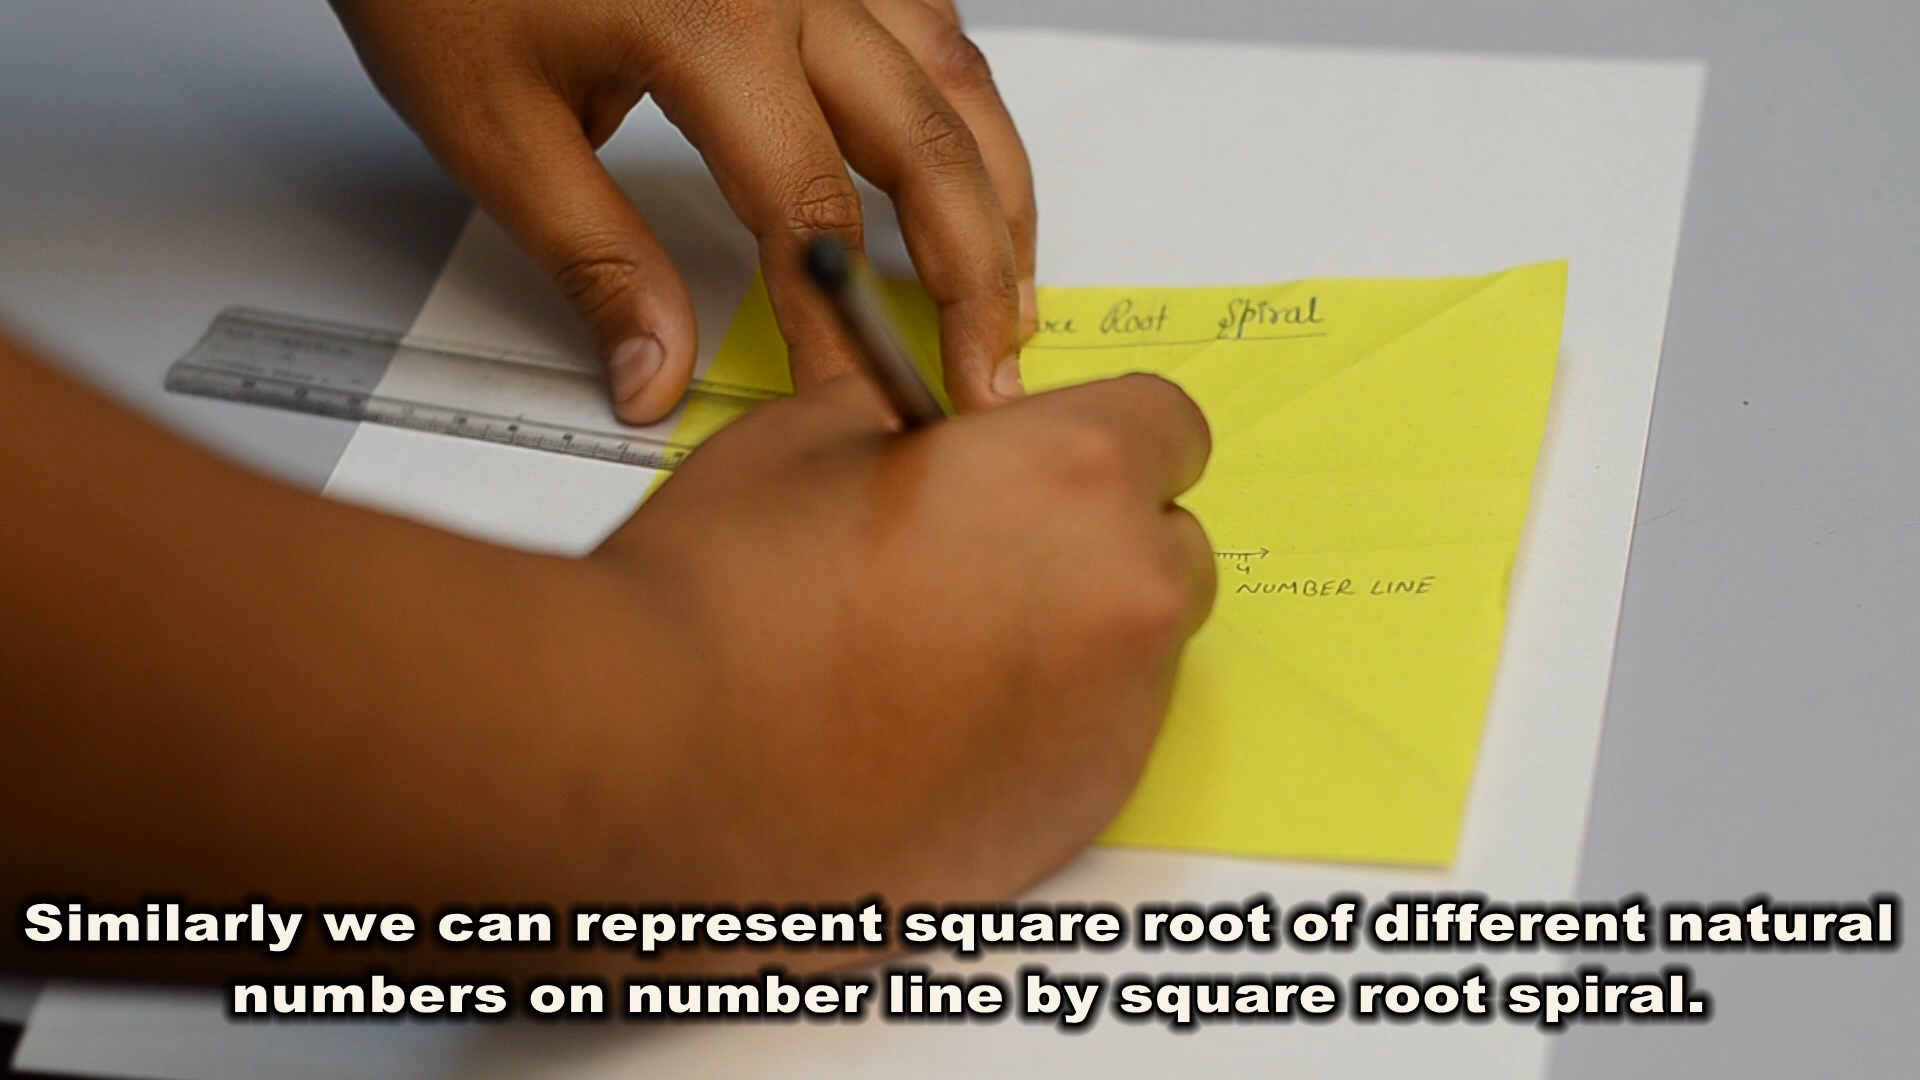 Root Spiral
4
NUMBER LINE
Similarly we can represent square root of different natural
numbers on number line by square root spiral.